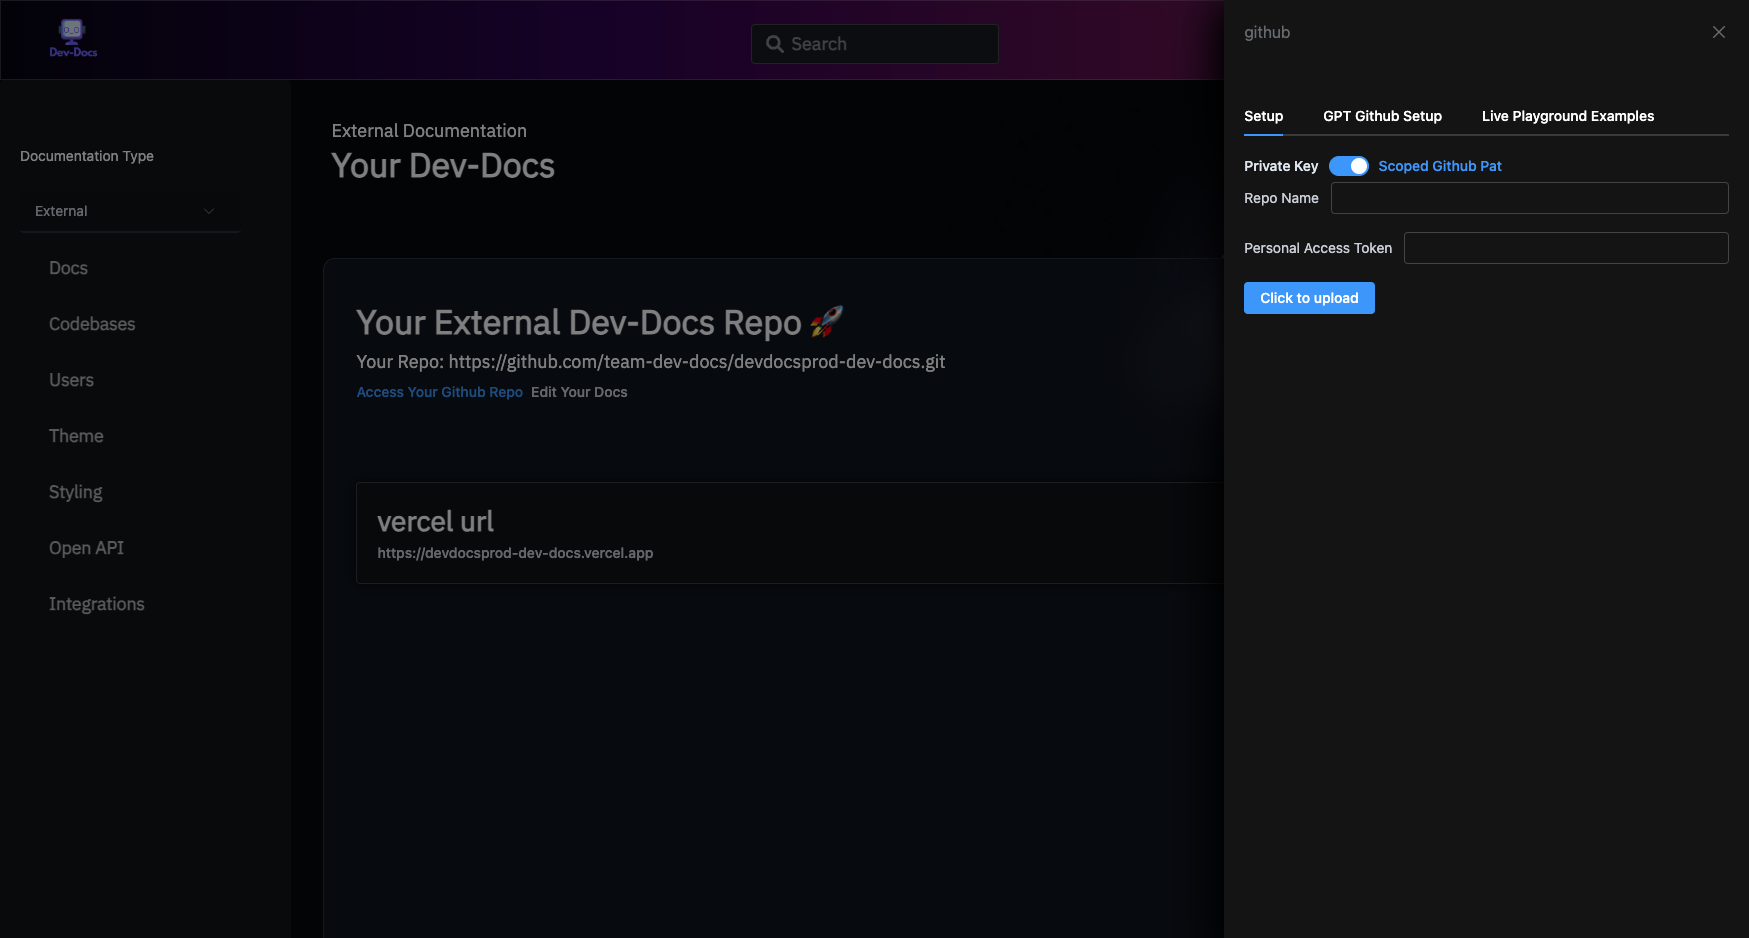 Dev-Docs
Search
Documentation Type
External
Docs
Codebases
Users
Theme
Styling
Open API
Integrations
External Documentation
Your Dev-Docs
Your External Dev-Docs Repo 🚀
Your Repo: https://github.com/team-dev-docs/devdocsprod-dev-docs.git
Access Your Github Repo Edit Your Docs
vercel url
https://devdocsprod-dev-docs.vercel.app
github
Setup GPT Github Setup Live Playground Examples
Private Key Scoped Github Pat
Repo Name
Personal Access Token
Click to upload